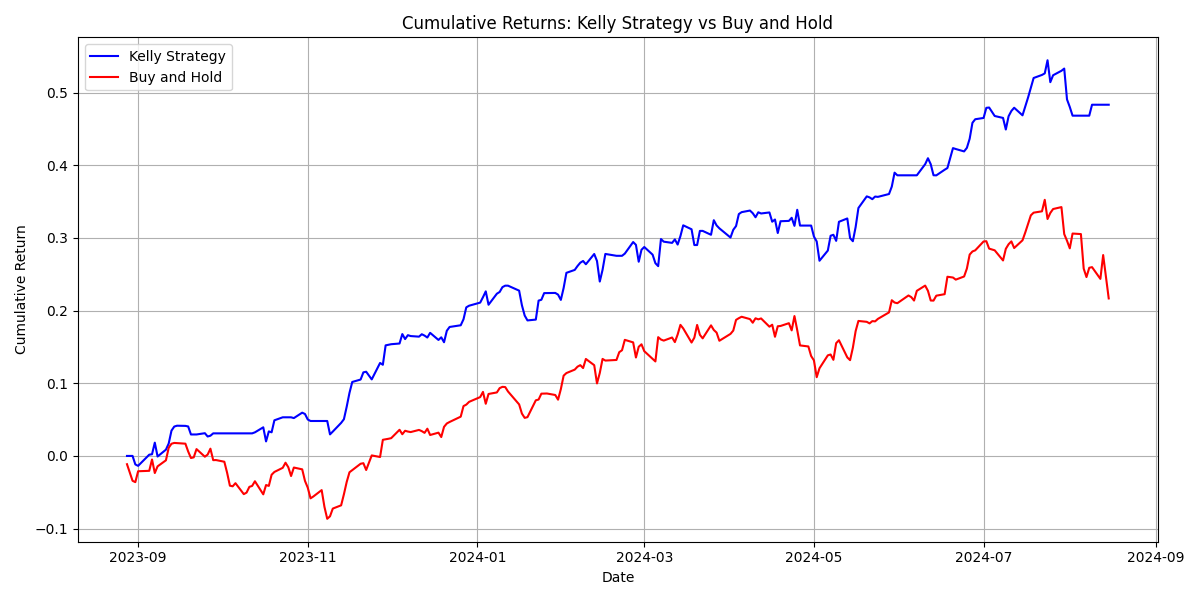 Cumulative Returns: Kelly Strategy vs Buy and Hold
Kelly Strategy
Buy and Hold
Cumulative Return
0.5
0.4
0.3
0.2
0.1
0.0
−0.1
2023-09
2023-11
2024-01
2024-03
2024-05
2024-07
2024-09
Date